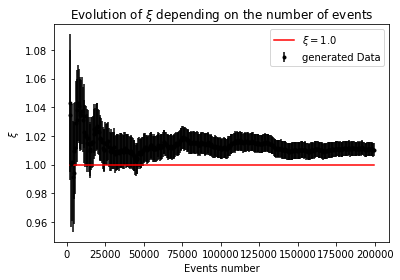 Evolution of ξ depending on the number of events
ξ = 1.0
generated Data
1.08
1.06
1.04
1.02
1.00
0.98
0.96
ξ
0 25000 50000 75000 100000 125000 150000 175000 200000
Events number